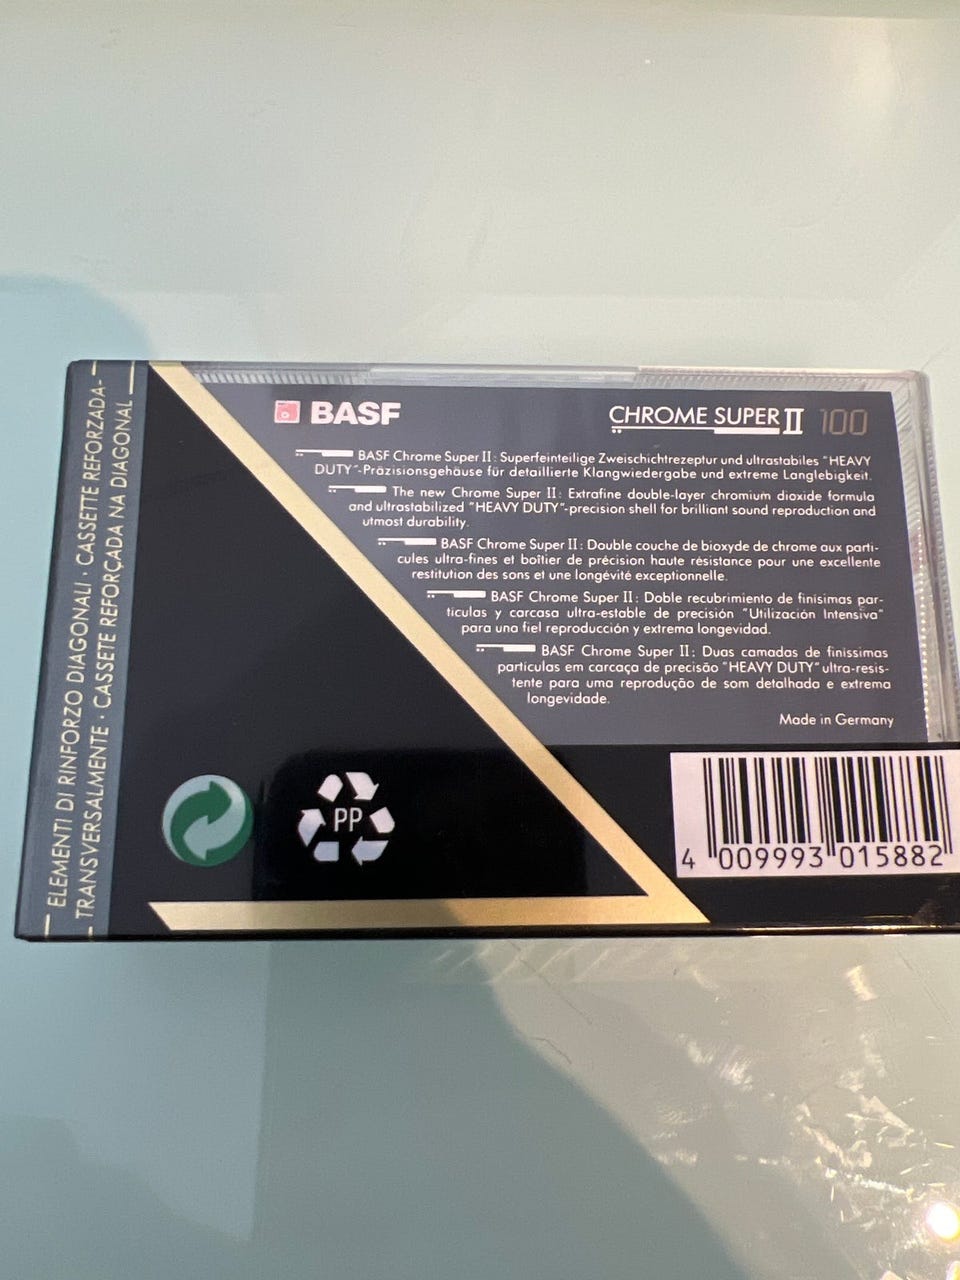 BASF
CHROME SUPER II 100
BASF Chrome Super II: Superfeinteilige Zweischichtrezeptur und ultrastabiles "HEAVY
DUTY"-Präzisionsgehäuse für detaillierte Klangwiedergabe und extreme Langlebigkeit.
The new Chrome Super II: Extrafine double-layer chromium dioxide formula
and ultrastabilized "HEAVY DUTY"-precision shell for brilliant sound reproduction and
utmost durability.
BASF Chrome Super II: Double couche de bioxyde de chrome aux parti-
cules ultra-fines et boîtier de précision haute résistance pour une excellente
restitution des sons et une longévité exceptionnelle.
BASF Chrome Super II: Doble recubrimiento de finísimas par-
tículas y carcasa ultra-estable de precisión "Utilización Intensiva"
para una fiel reproducción y extrema longevidad.
BASF Chrome Super II: Duas camadas de finíssimas
partículas em carcaça de precisão "HEAVY DUTY" ultra-resis-
tente para uma reprodução de som detalhada e extrema
longevidade.
Made in Germany
ELEMENTI DI RINFORZO DIAGONALI · CASSETTE REFORZADA-
TRANSVERSALMENTE · CASSETE REFORÇADA NA DIAGONAL
PP
4 009993 015882